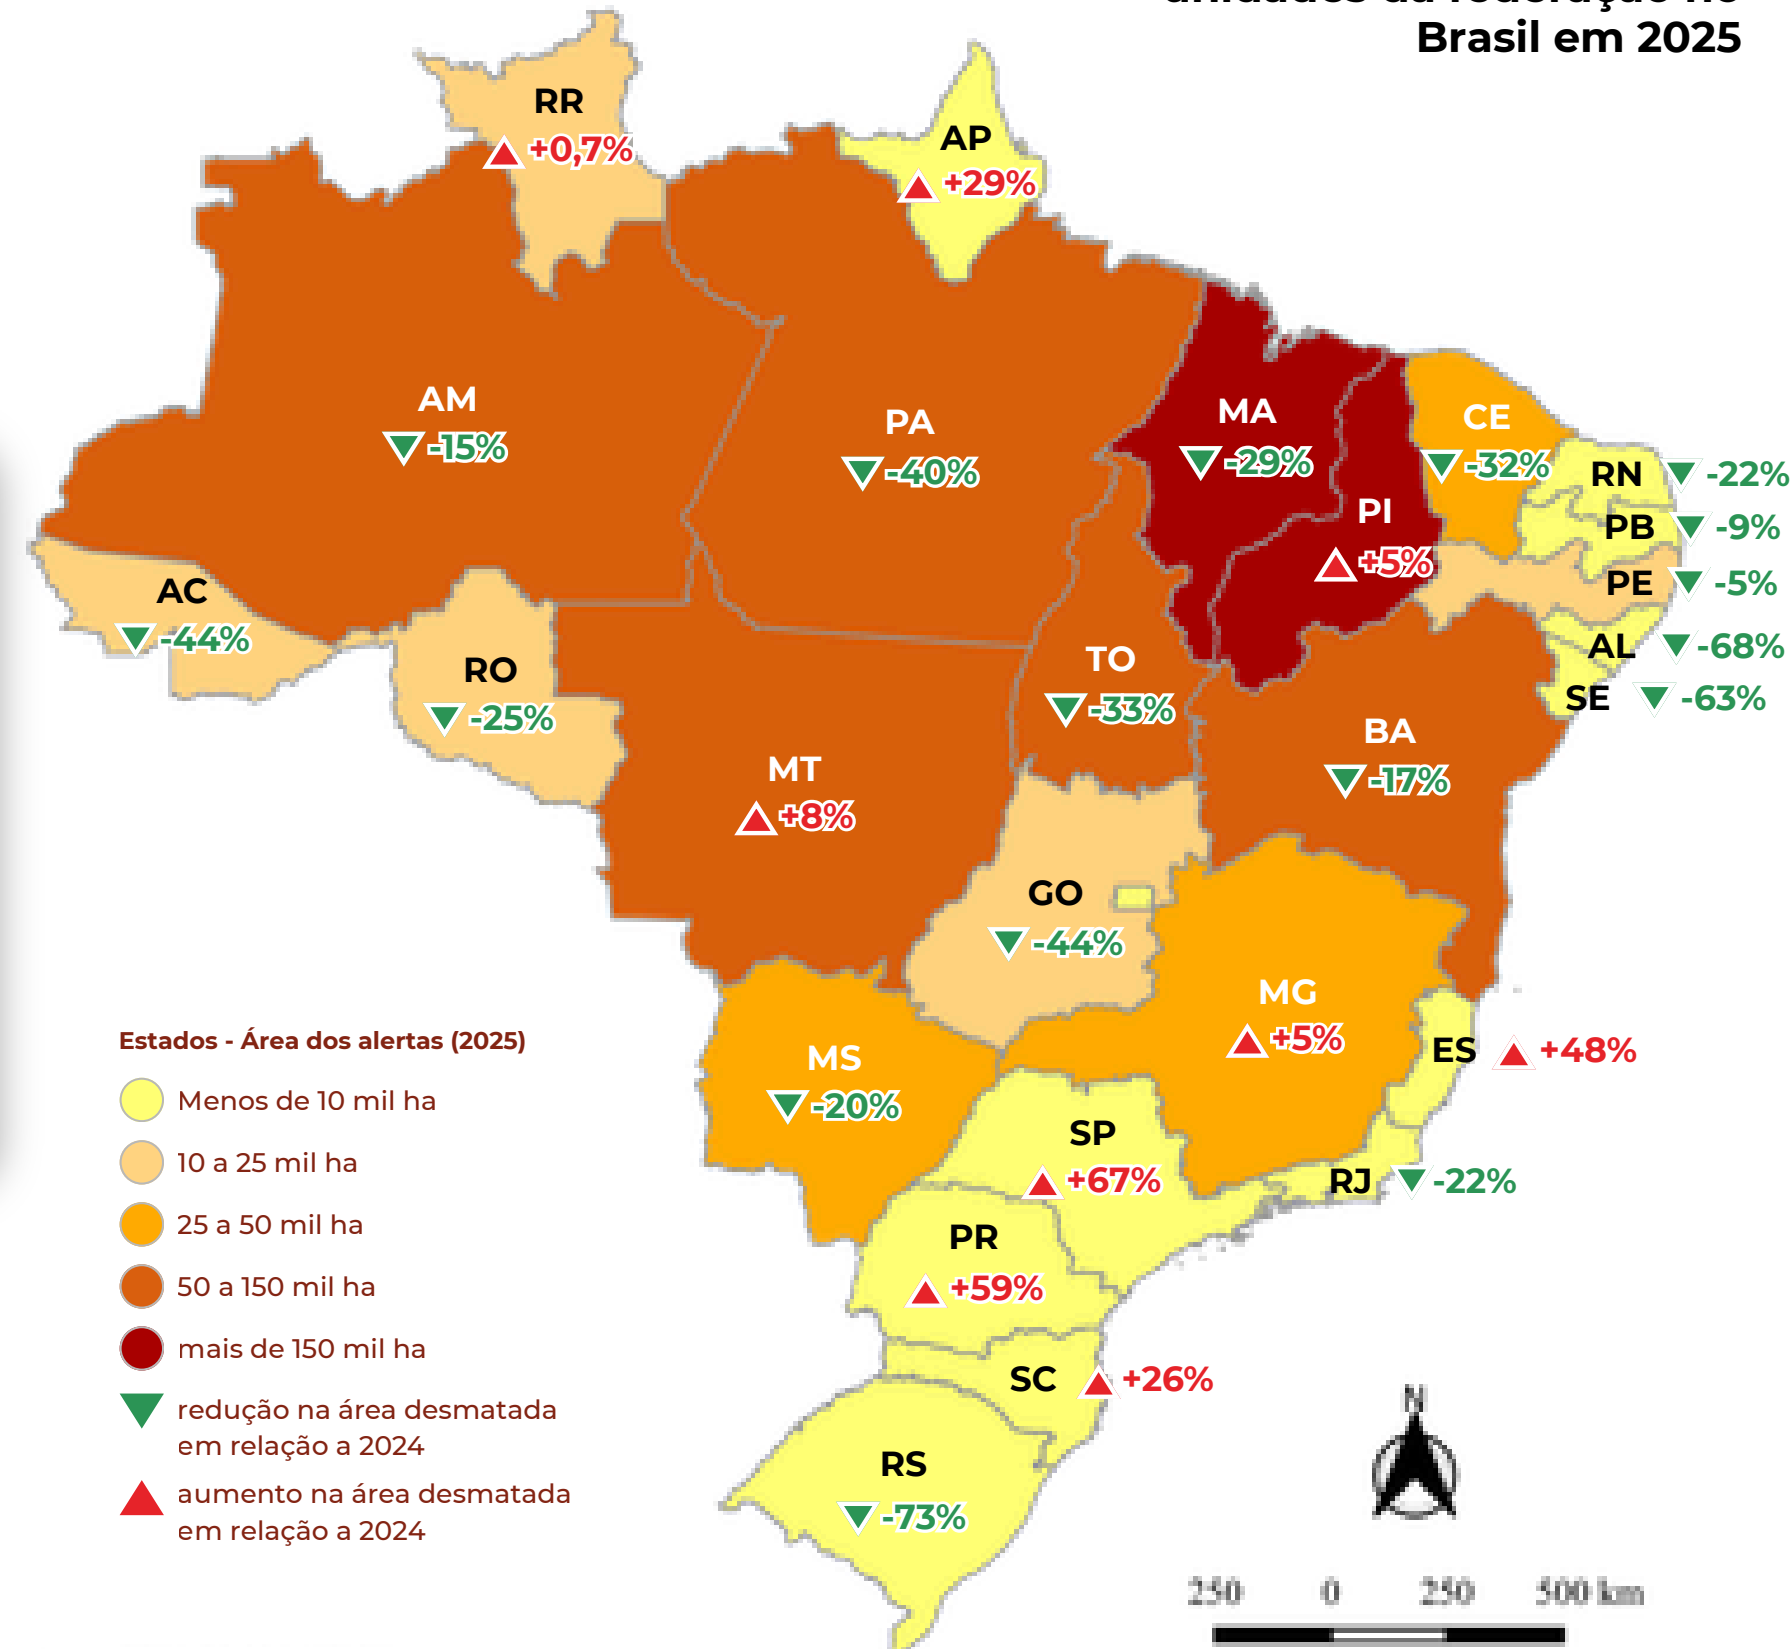 Brasil em 2025
RR
+0,7%
AP
+29%
AM
-15%
PA
-40%
MA
-29%
CE
-32%
RN
-22%
PI
+5%
PB
-9%
PE
-5%
AC
-44%
AL
-68%
RO
-25%
TO
-33%
SE
-63%
BA
-17%
MT
+8%
GO
-44%
MG
+5%
ES
+48%
MS
-20%
SP
+67%
RJ
-22%
PR
+59%
SC
+26%
RS
-73%
Estados - Área dos alertas (2025)
Menos de 10 mil ha
10 a 25 mil ha
25 a 50 mil ha
50 a 150 mil ha
mais de 150 mil ha
redução na área desmatada
em relação a 2024
aumento na área desmatada
em relação a 2024
N
250 0 250 500 km